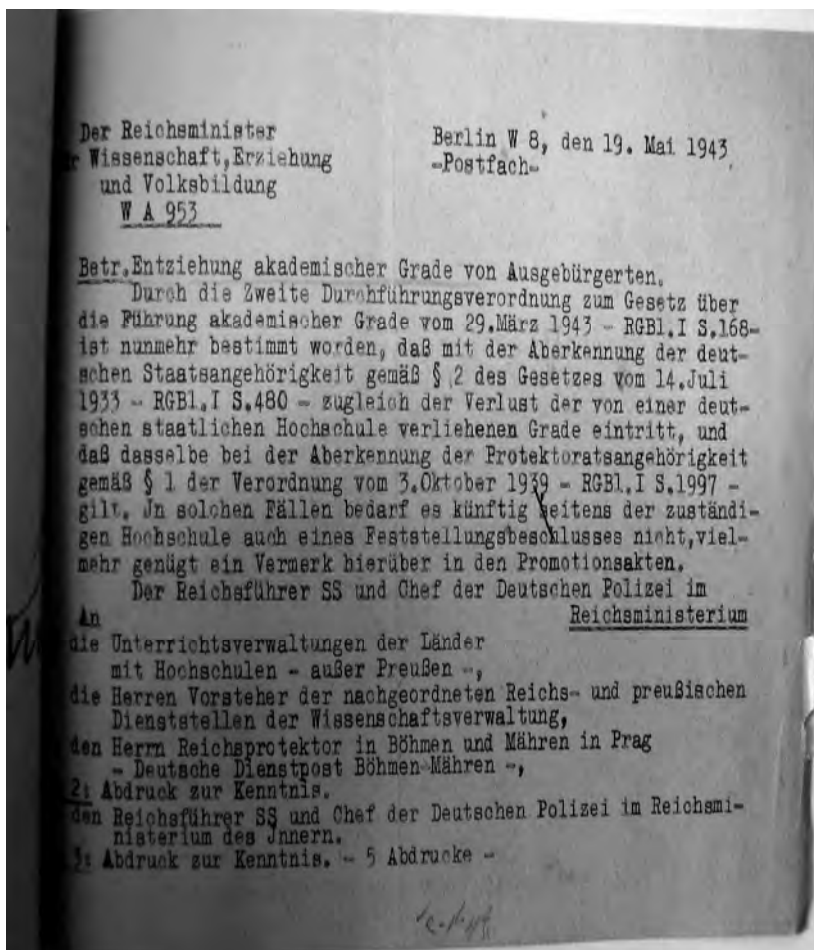 Der Reichsminister
r Wissenschaft,Erziehung
und Volksbildung
W A 953
Berlin W 8, den 19. Mai 1943
-Postfach-
Betr.Entziehung akademischer Grade von Ausgebürgerten.
Durch die Zweite Durchführungsverordnung zum Gesetz über
die Führung akademischer Grade vom 29.März 1943 - RGBl.I S.168-
ist nunmehr bestimmt worden, daß mit der Aberkennung der deut-
schen Staatsangehörigkeit gemäß § 2 des Gesetzes vom 14.Juli
1933 - RGBl.I S.480 - zugleich der Verlust der von einer deut-
schen staatlichen Hochschule verliehenen Grade eintritt, und
daß dasselbe bei der Aberkennung der Protektoratsangehörigkeit
gemäß § 1 der Verordnung vom 3.Oktober 1939 - RGBl.I S.1997 -
gilt. Jn solchen Fällen bedarf es künftig seitens der zuständi-
gen Hochschule auch eines Feststellungsbeschlusses nicht,viel-
mehr genügt ein Vermerk hierüber in den Promotionsakten.
Der Reichsführer SS und Chef der Deutschen Polizei im
Reichsministerium
An
die Unterrichtsverwaltungen der Länder
mit Hochschulen - außer Preußen -,
die Herren Vorsteher der nachgeordneten Reichs- und preußischen
Dienststellen der Wissenschaftsverwaltung,
den Herrn Reichsprotektor in Böhmen und Mähren in Prag
- Deutsche Dienstpost Böhmen-Mähren -,
2: Abdruck zur Kenntnis.
den Reichsführer SS und Chef der Deutschen Polizei im Reichsmi-
nisterium des Jnnern.
3: Abdruck zur Kenntnis. - 5 Abdrucke -